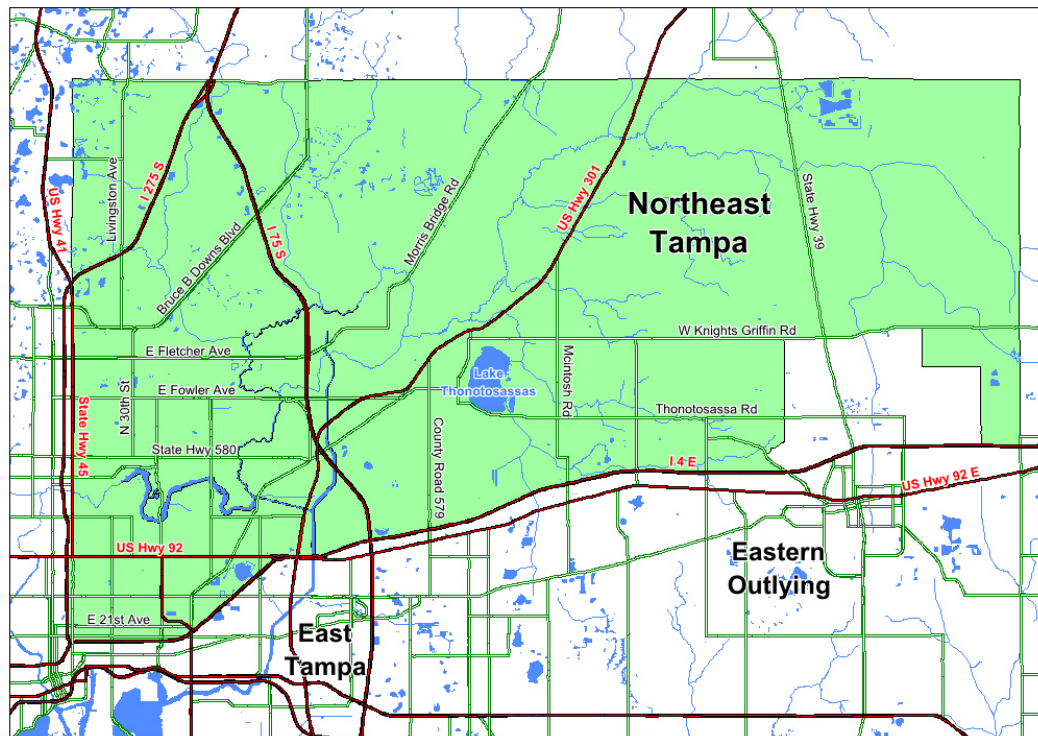 Northeast
Tampa
US Hwy 41
Livingston Ave
I 275 S
Bruce B Downs Blvd
I 75 S
Morris Bridge Rd
US Hwy 301
State Hwy 39
W Knights Griffin Rd
E Fletcher Ave
Lake
Thonotosassas
Mcintosh Rd
E Fowler Ave
N 30th St
State Hwy 45
Thonotosassa Rd
County Road 579
State Hwy 580
I 4 E
US Hwy 92 E
US Hwy 92
Eastern
Outlying
E 21st Ave
East
Tampa